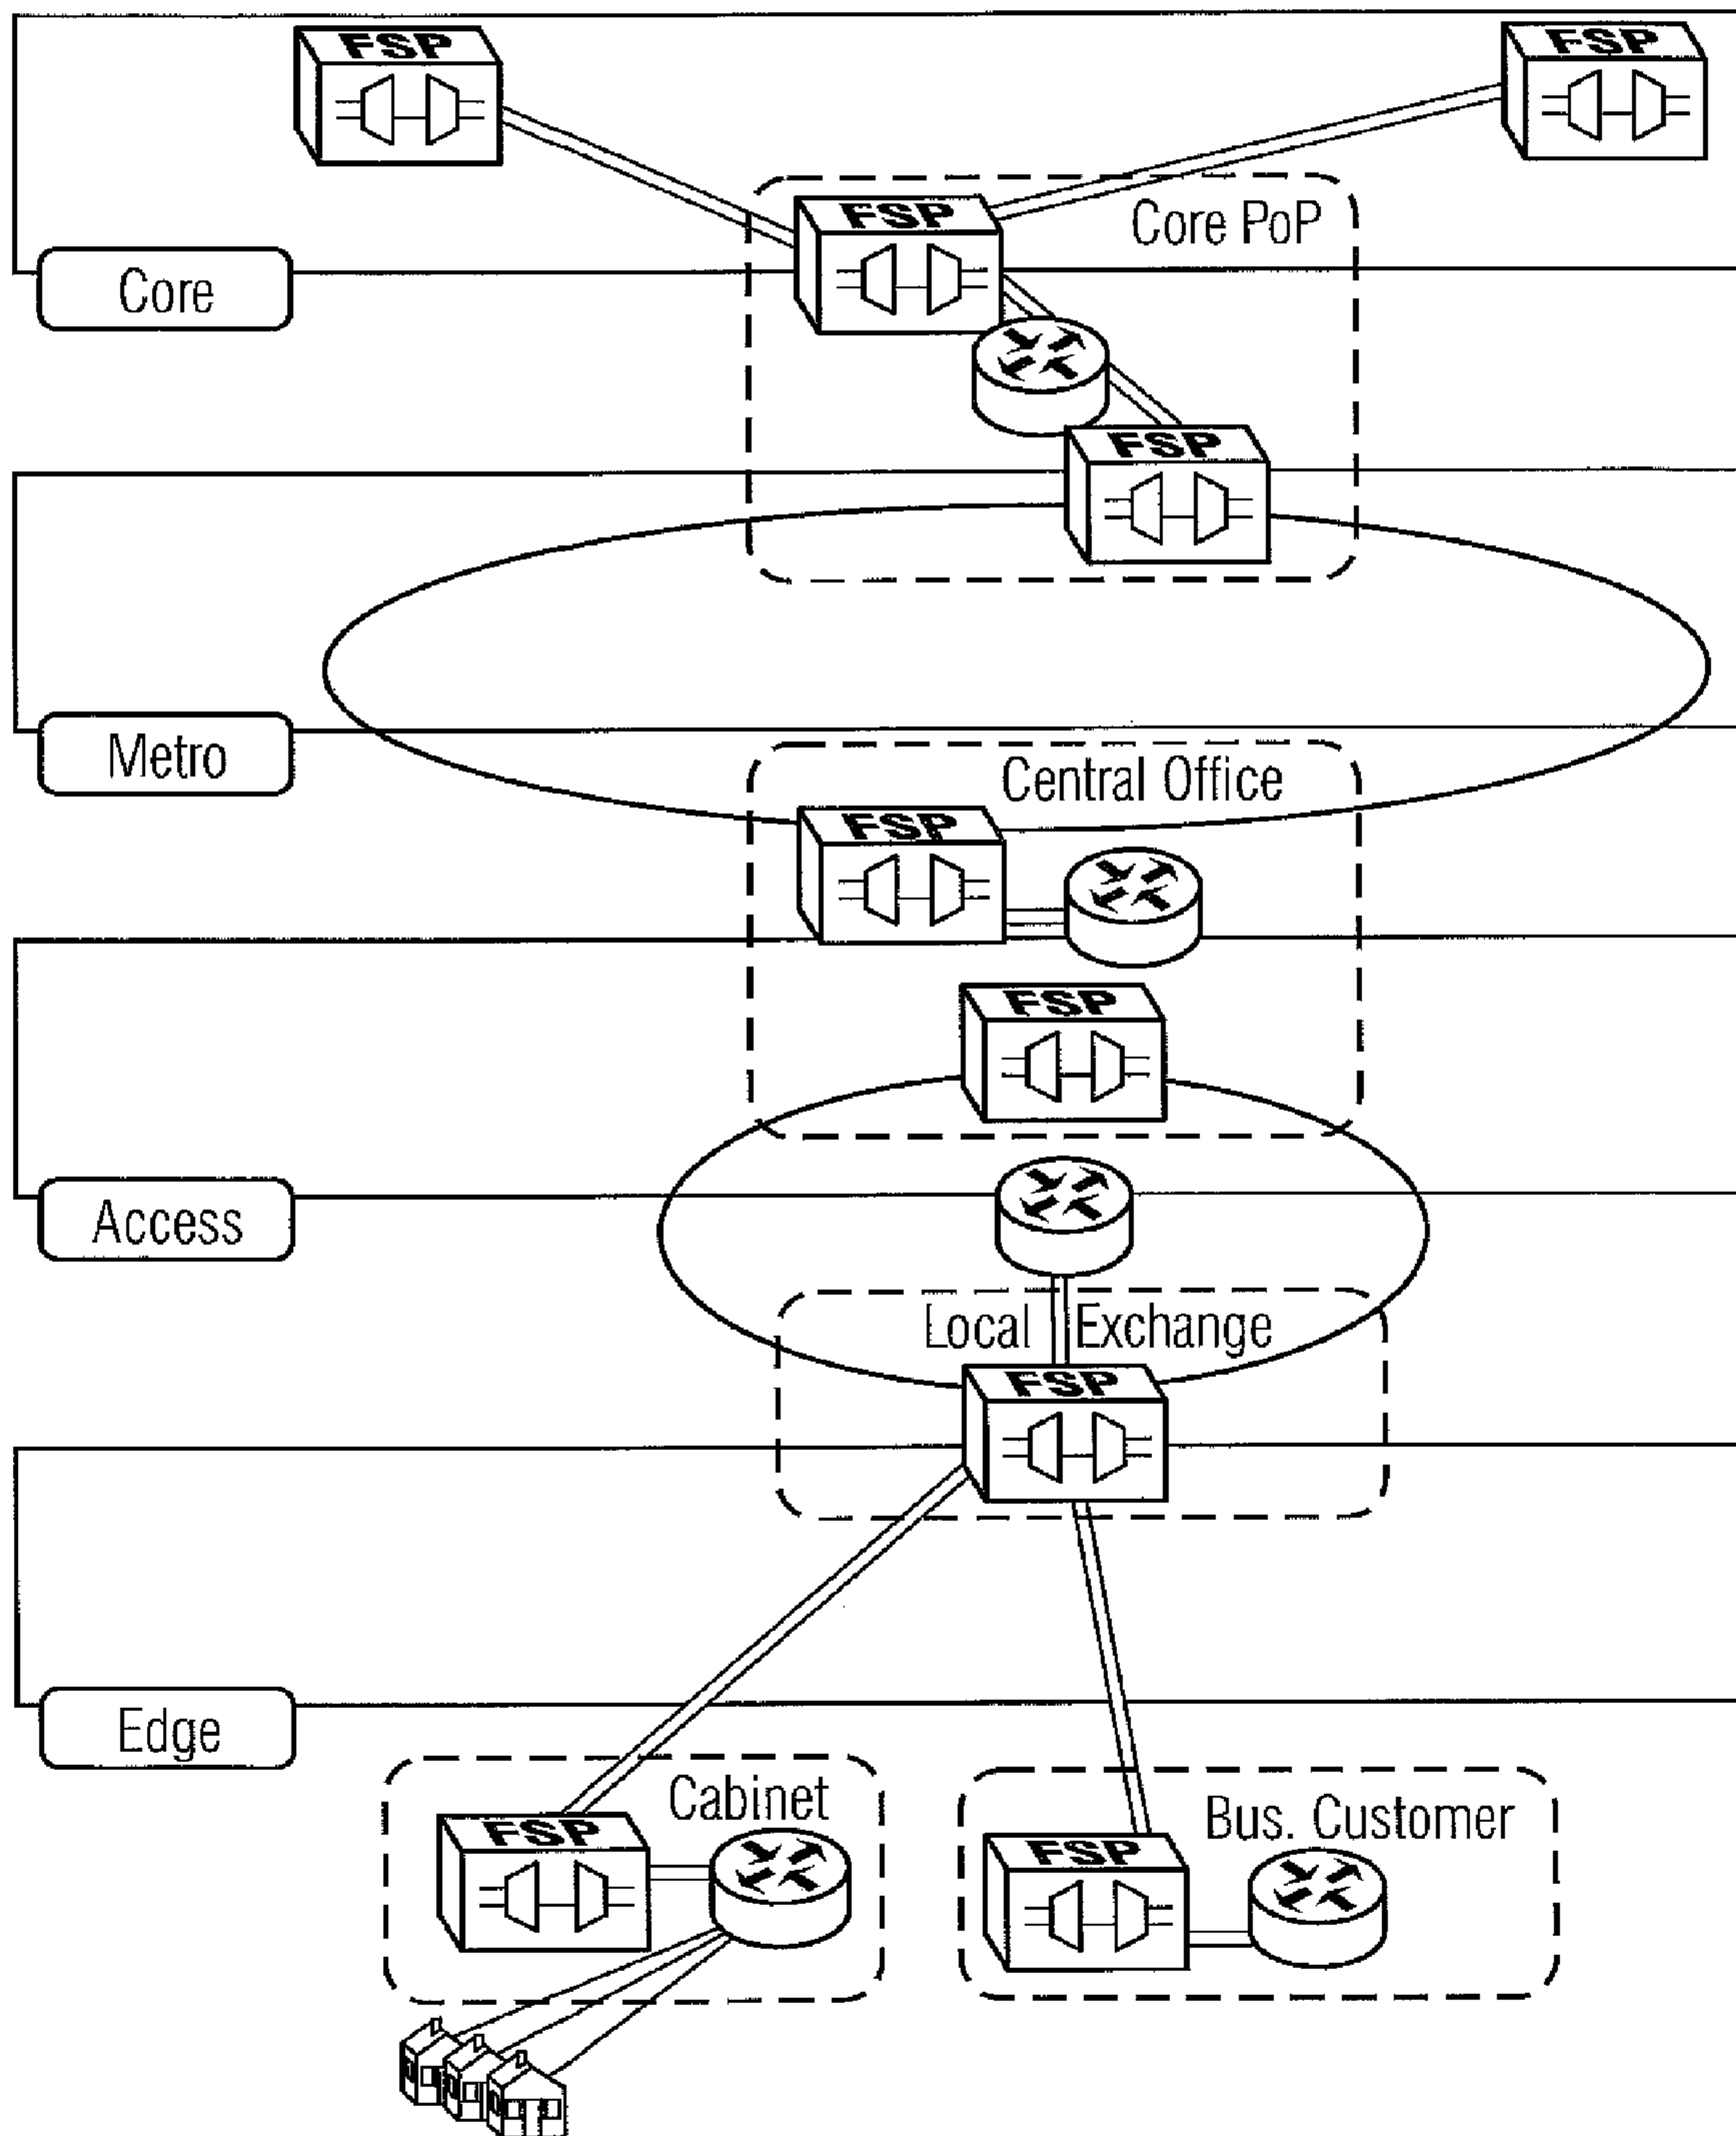 FSP
FSP
FSP
Core PoP
Core
FSP
Metro
Central Office
FSP
FSP
Access
Local Exchange
FSP
Edge
Cabinet
FSP
Bus. Customer
FSP